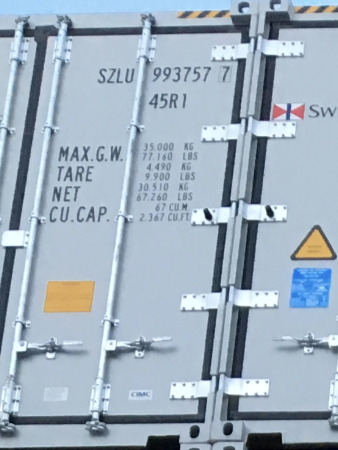 SZLU 993757 7
45R1
MAX.G.W. 35.000 KG
77.160 LBS
TARE 4.490 KG
9.900 LBS
NET 30.510 KG
67.260 LBS
CU.CAP. 67 CU.M.
2.367 CU.FT.
SW
CIMC